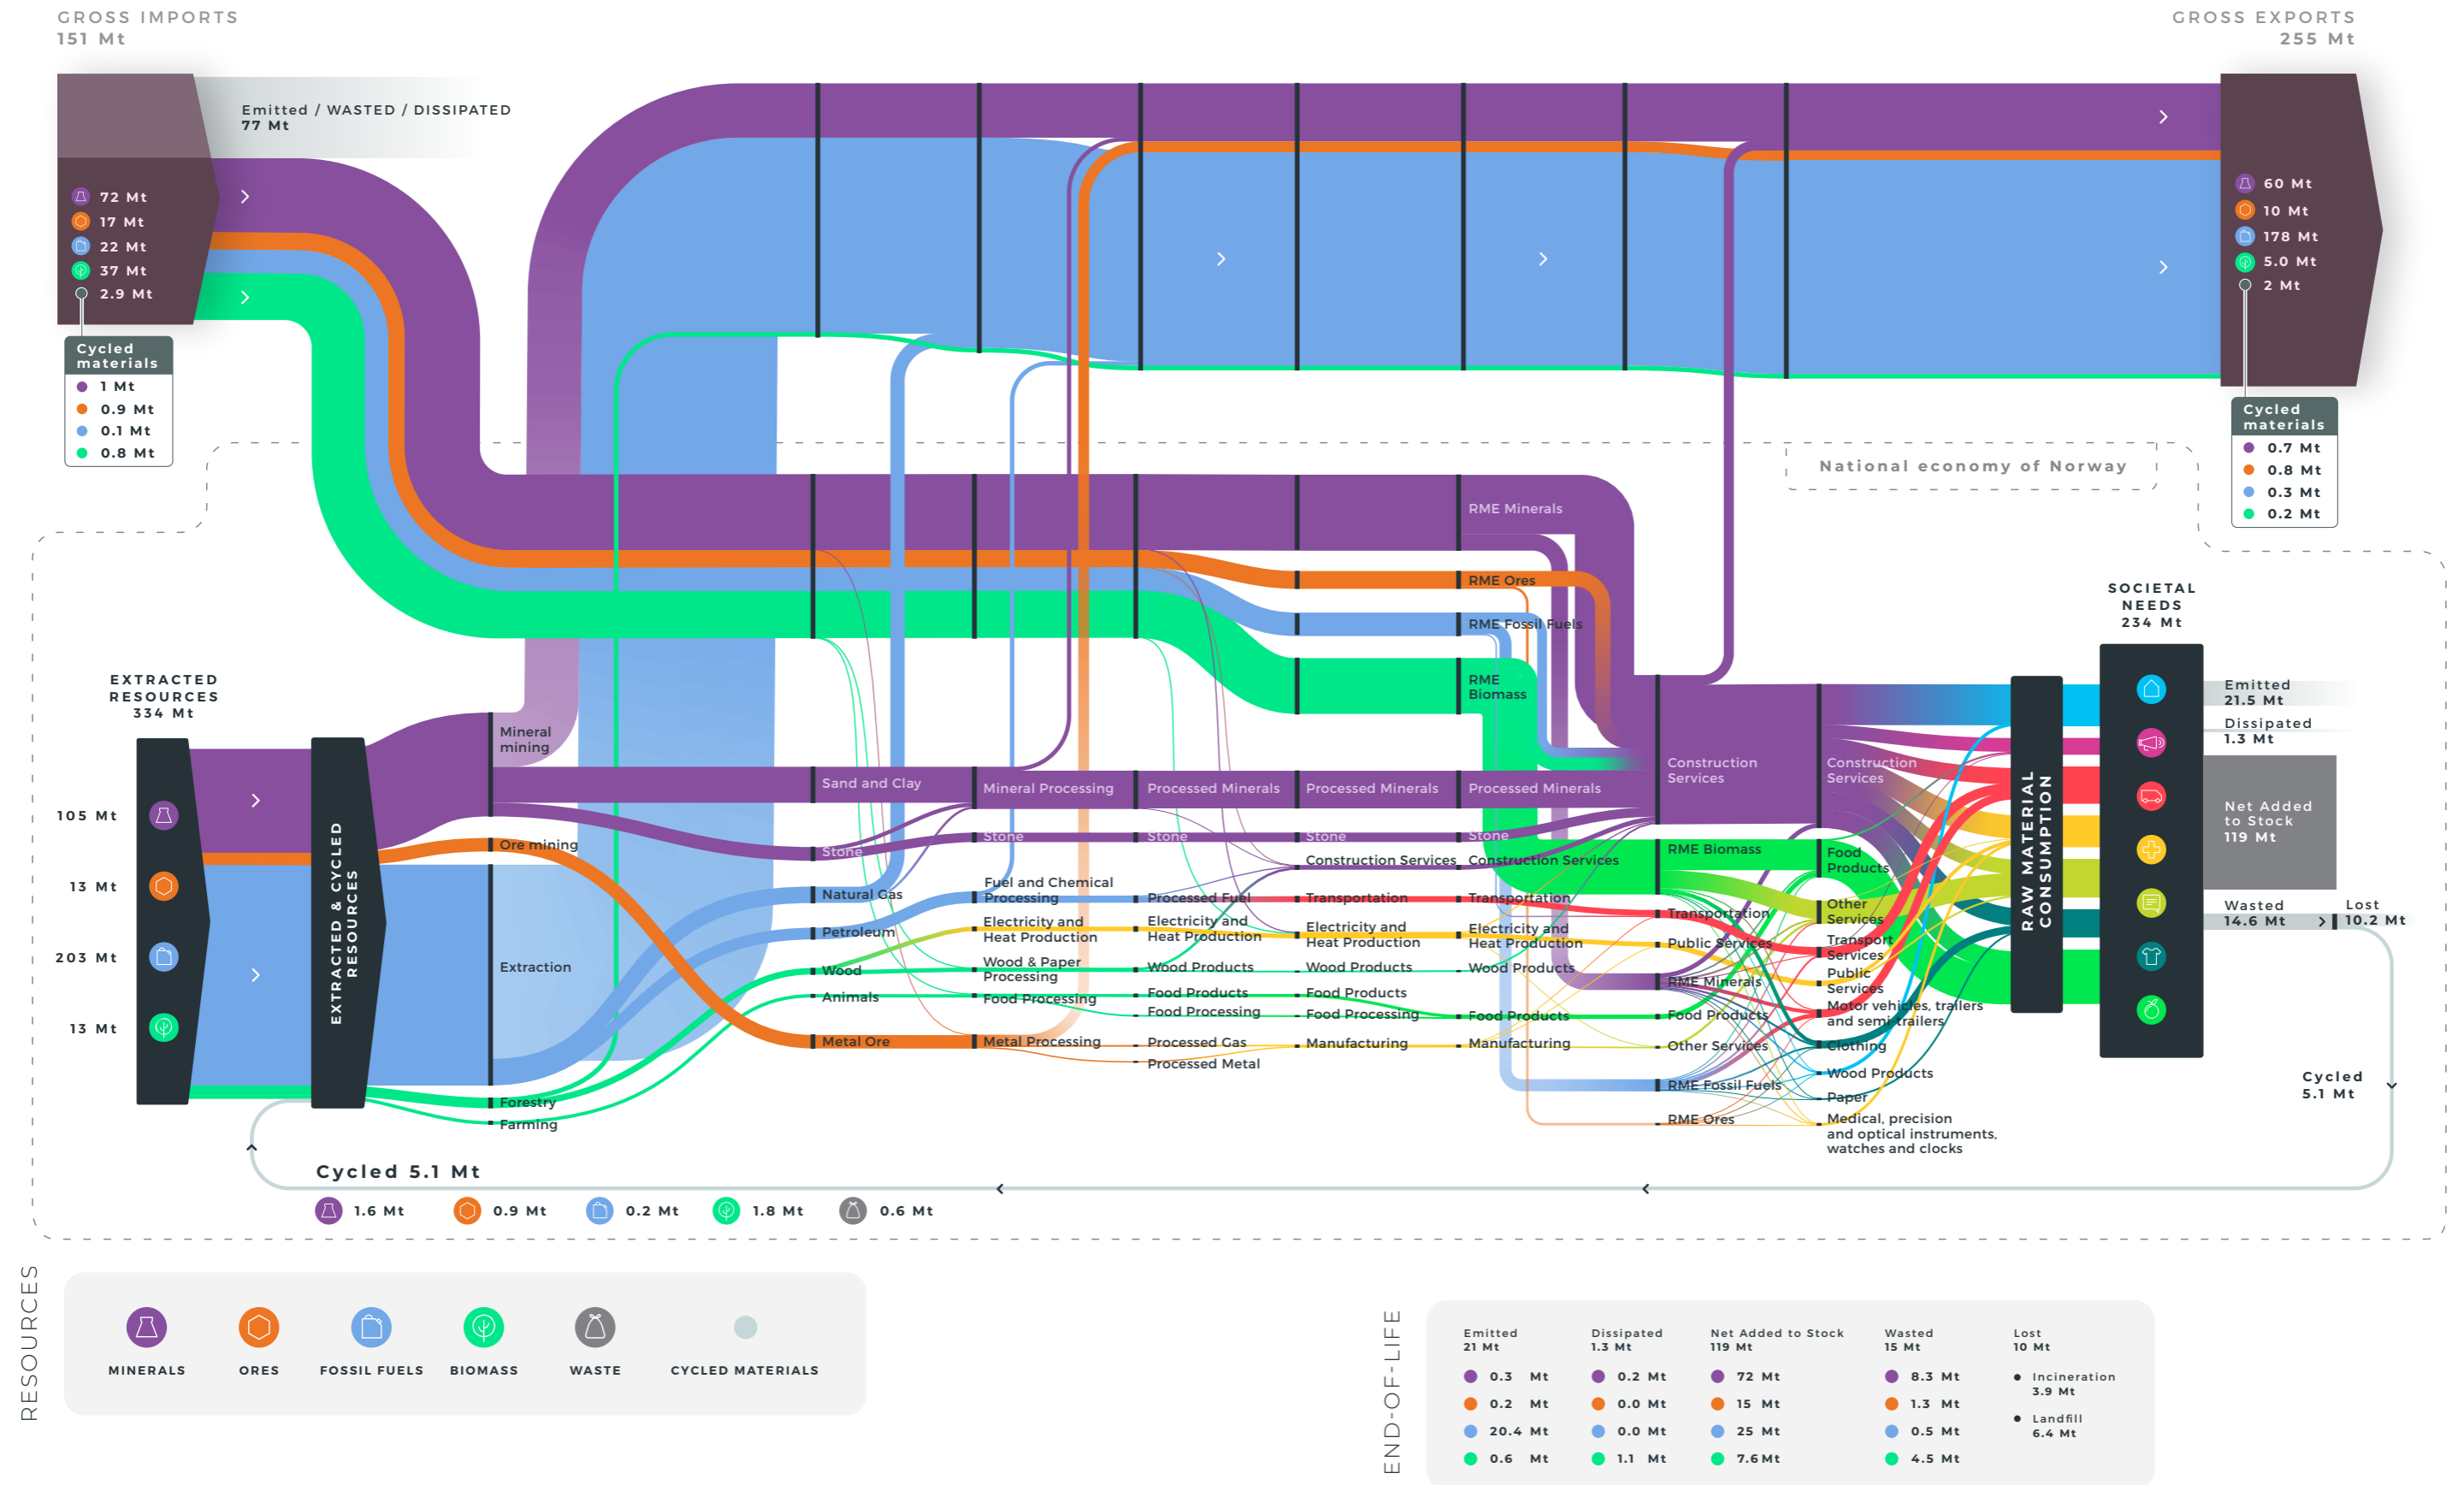 GROSS IMPORTS
151 Mt
GROSS EXPORTS
255 Mt
Emitted / WASTED / DISSIPATED
77 Mt
72 Mt
17 Mt
22 Mt
37 Mt
2.9 Mt
Cycled
materials
1 Mt
0.9 Mt
0.1 Mt
0.8 Mt
60 Mt
10 Mt
178 Mt
5.0 Mt
2 Mt
Cycled
materials
0.7 Mt
0.8 Mt
0.3 Mt
0.2 Mt
National economy of Norway
EXTRACTED
RESOURCES
334 Mt
105 Mt
13 Mt
203 Mt
13 Mt
EXTRACTED & CYCLED
RESOURCES
Mineral
mining
Ore mining
Extraction
Forestry
Farming
Sand and Clay
Stone
Natural Gas
Petroleum
Wood
Animals
Metal Ore
Mineral Processing
Stone
Fuel and Chemical
Processing
Electricity and
Heat Production
Wood & Paper
Processing
Food Processing
Metal Processing
Processed Minerals
Stone
Processed Fuel
Electricity and
Heat Production
Wood Products
Food Products
Food Processing
Processed Gas
Processed Metal
Processed Minerals
Stone
Construction Services
Transportation
Electricity and
Heat Production
Wood Products
Food Products
Food Processing
Manufacturing
RME Minerals
RME Ores
RME Fossil Fuels
RME
Biomass
Processed Minerals
Stone
Construction Services
Transportation
Electricity and
Heat Production
Wood Products
Food Products
Manufacturing
Construction
Services
RME Biomass
Transportation
Public Services
RME Minerals
Food Products
Other Services
RME Fossil Fuels
RME Ores
Construction
Services
Food
Products
Other
Services
Transport
Services
Public
Services
Motor vehicles, trailers
and semi-trailers
Clothing
Wood Products
Paper
Medical, precision
and optical instruments,
watches and clocks
RAW MATERIAL
CONSUMPTION
SOCIETAL
NEEDS
234 Mt
Emitted
21.5 Mt
Dissipated
1.3 Mt
Net Added
to Stock
119 Mt
Wasted
14.6 Mt
Lost
10.2 Mt
Cycled
5.1 Mt
Cycled 5.1 Mt
1.6 Mt
0.9 Mt
0.2 Mt
1.8 Mt
0.6 Mt
RESOURCES
MINERALS
ORES
FOSSIL FUELS
BIOMASS
WASTE
CYCLED MATERIALS
END-OF-LIFE
Emitted
21 Mt
0.3 Mt
0.2 Mt
20.4 Mt
0.6 Mt
Dissipated
1.3 Mt
0.2 Mt
0.0 Mt
0.0 Mt
1.1 Mt
Net Added to Stock
119 Mt
72 Mt
15 Mt
25 Mt
7.6 Mt
Wasted
15 Mt
8.3 Mt
1.3 Mt
0.5 Mt
4.5 Mt
Lost
10 Mt
Incineration
3.9 Mt
Landfill
6.4 Mt